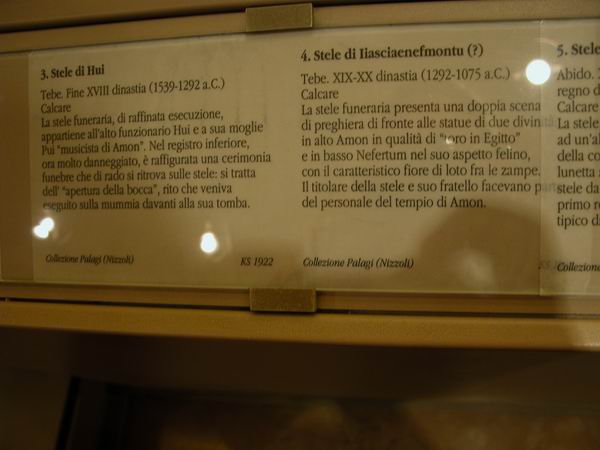 3. Stele di Hui
Tebe. Fine XVIII dinastia (1539-1292 a.C.)
Calcare
La stele funeraria, di raffinata esecuzione,
appartiene all'alto funzionario Hui e a sua moglie
Pui "musicista di Amon". Nel registro inferiore,
ora molto danneggiato, è raffigurata una cerimonia
funebre che di rado si ritrova sulle stele: si tratta
dell' "apertura della bocca", rito che veniva
eseguito sulla mummia davanti alla sua tomba.
Collezione Palagi (Nizzoli)
KS 1922
4. Stele di Iiasciaenefmontu (?)
Tebe. XIX-XX dinastia (1292-1075 a.C.)
Calcare
La stele funeraria presenta una doppia scena
di preghiera di fronte alle statue di due divinità
in alto Amon in qualità di "toro in Egitto"
e in basso Nefertum nel suo aspetto felino,
con il caratteristico fiore di loto fra le zampe.
Il titolare della stele e suo fratello facevano
del personale del tempio di Amon.
Collezione Palagi (Nizzoli)
KS
5. Stele
Abido.
regno d
Calcare
La stele
ad un'al
della co
lunetta
stele da
primo re
tipico di
Collezione